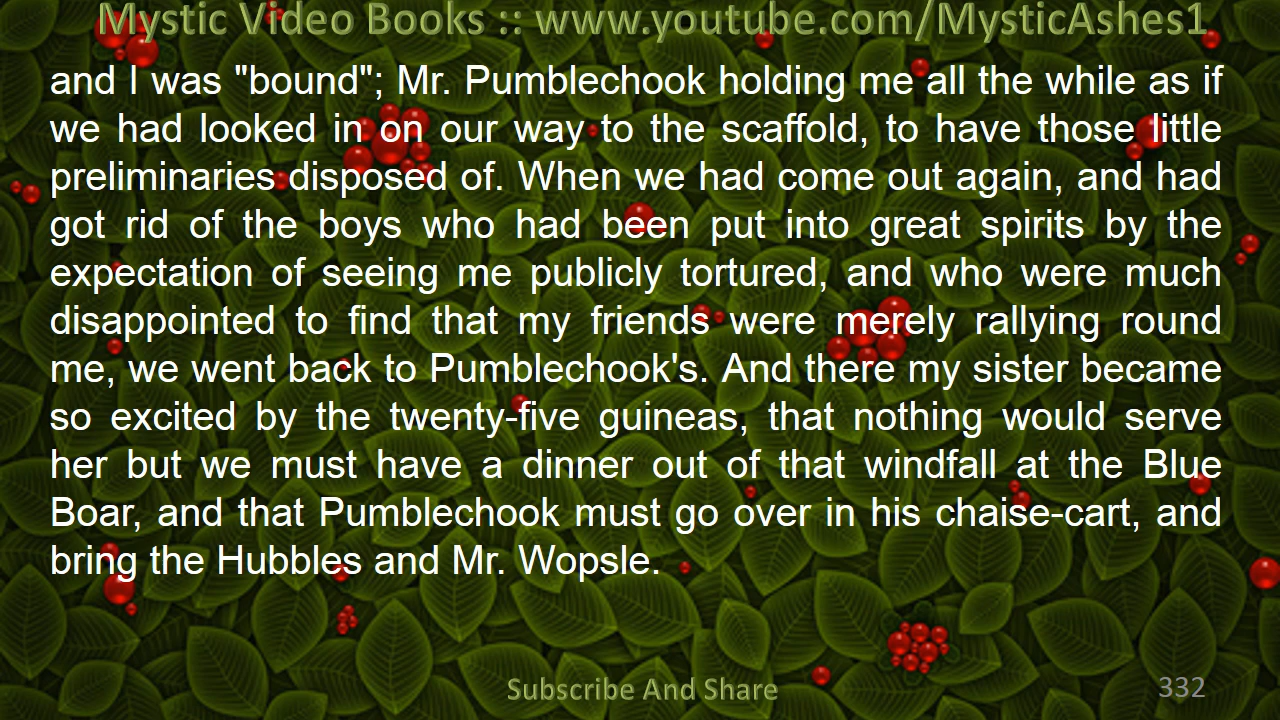 Mystic Video Books :: www.youtube.com/MysticAshes1
and I was "bound"; Mr. Pumblechook holding me all the while as if
we had looked in on our way to the scaffold, to have those little
preliminaries disposed of. When we had come out again, and had
got rid of the boys who had been put into great spirits by the
expectation of seeing me publicly tortured, and who were much
disappointed to find that my friends were merely rallying round
me, we went back to Pumblechook's. And there my sister became
so excited by the twenty-five guineas, that nothing would serve
her but we must have a dinner out of that windfall at the Blue
Boar, and that Pumblechook must go over in his chaise-cart, and
bring the Hubbles and Mr. Wopsle.
Subscribe And Share
332